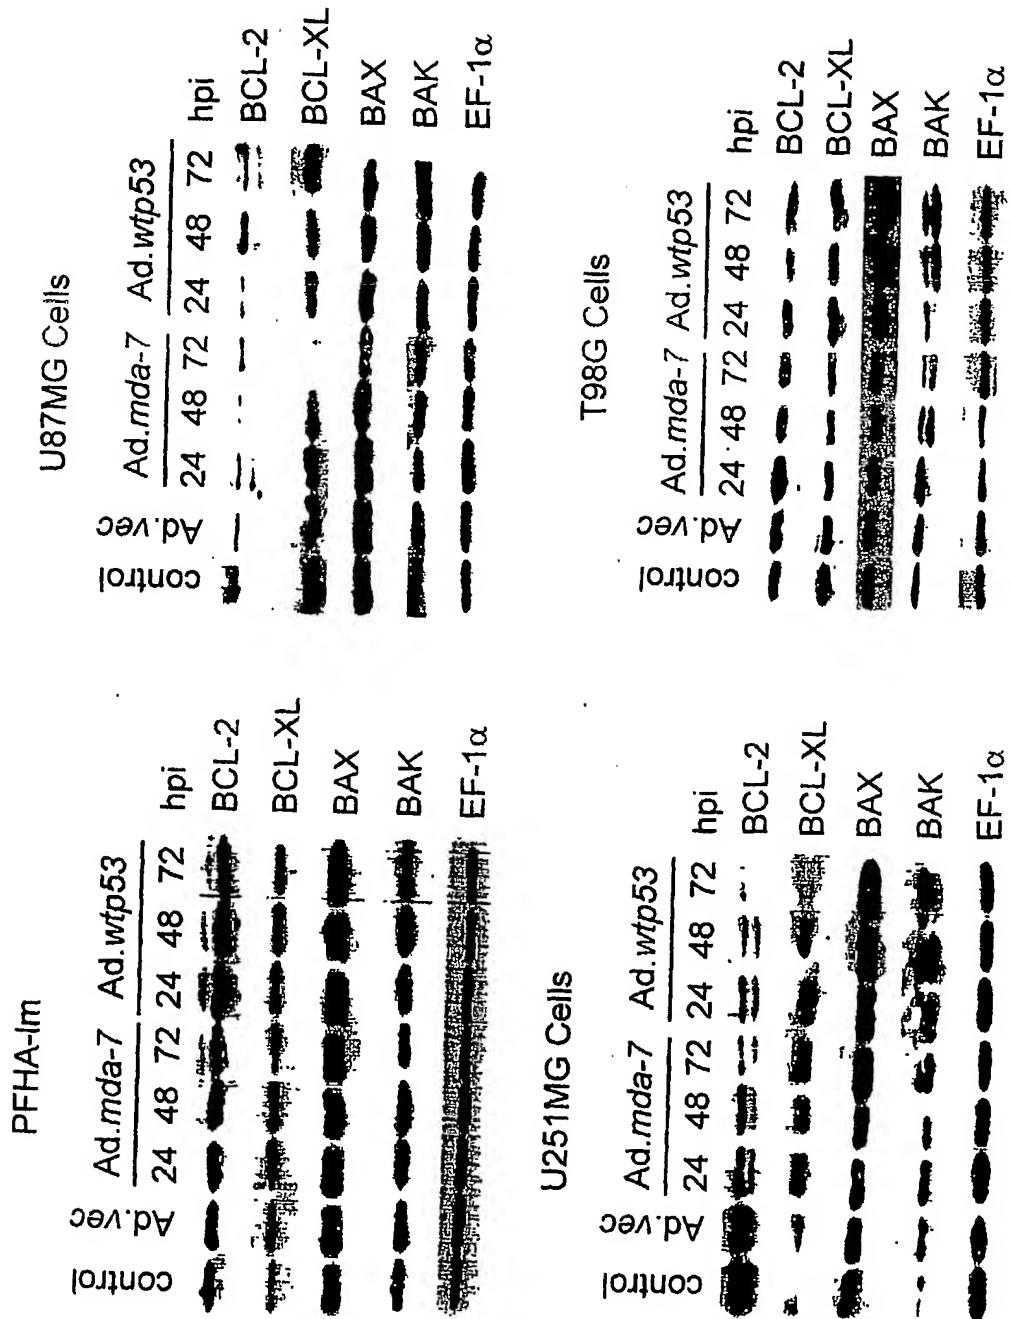 PFHA-Im
control Ad.vec Ad.mda-7 Ad.wtp53
24 48 72 24 48 72 hpi
BCL-2
BCL-XL
BAX
BAK
EF-1α
U87MG Cells
control Ad.vec Ad.mda-7 Ad.wtp53
24 48 72 24 48 72 hpi
BCL-2
BCL-XL
BAX
BAK
EF-1α
U251MG Cells
control Ad.vec Ad.mda-7 Ad.wtp53
24 48 72 24 48 72 hpi
BCL-2
BCL-XL
BAX
BAK
EF-1α
T98G Cells
control Ad.vec Ad.mda-7 Ad.wtp53
24 48 72 24 48 72 hpi
BCL-2
BCL-XL
BAX
BAK
EF-1α